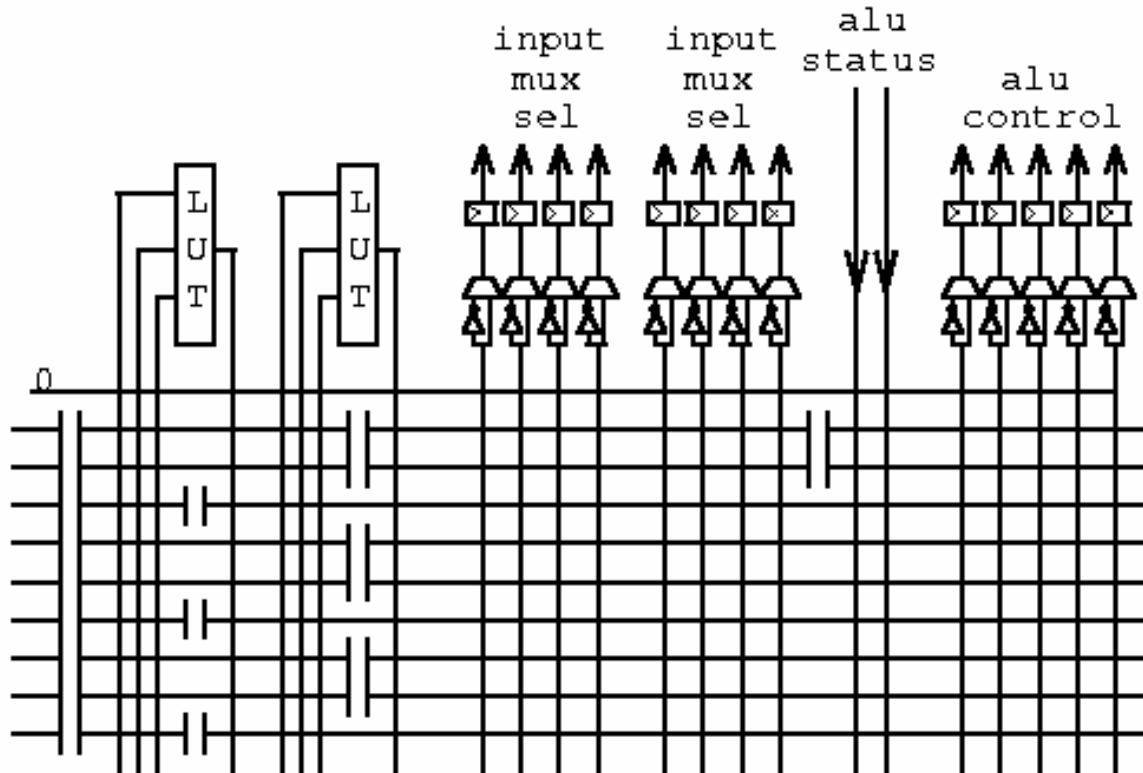 input
mux
sel
input
mux
sel
alu
status
alu
control
L
U
T
L
U
T
0